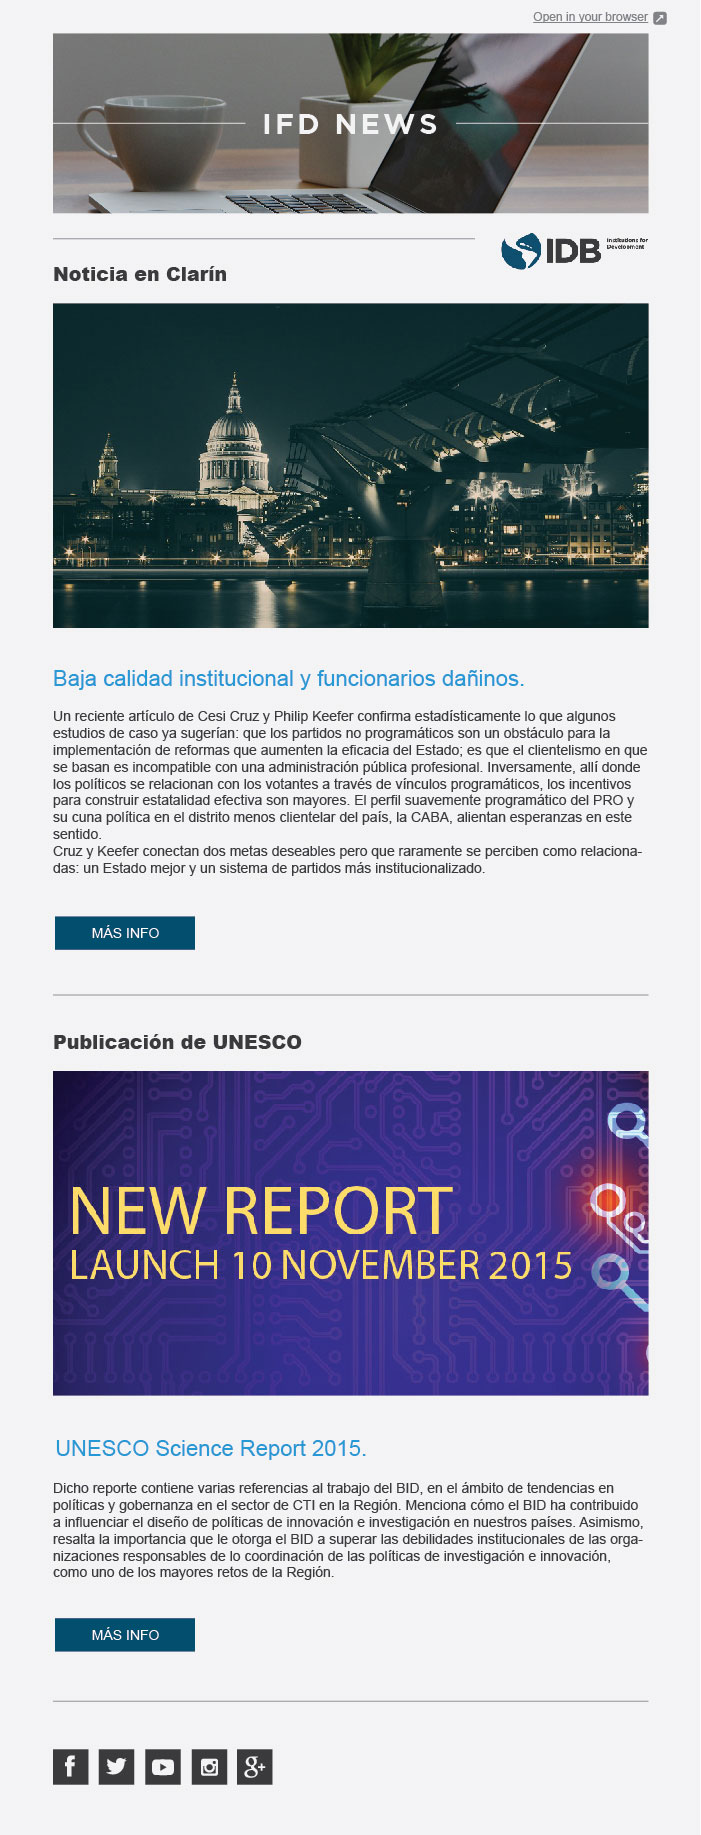 Open in your browser
IFD NEWS
IDB
Institutions for
Development
Noticia en Clarín
Baja calidad institucional y funcionarios dañinos.
Un reciente artículo de Cesi Cruz y Philip Keefer confirma estadísticamente lo que algunos
estudios de caso ya sugerían: que los partidos no programáticos son un obstáculo para la
implementación de reformas que aumenten la eficacia del Estado; es que el clientelismo en que
se basan es incompatible con una administración pública profesional. Inversamente, allí donde
los políticos se relacionan con los votantes a través de vínculos programáticos, los incentivos
para construir estatalidad efectiva son mayores. El perfil suavemente programático del PRO y
su cuna política en el distrito menos clientelar del país, la CABA, alientan esperanzas en este
sentido.
Cruz y Keefer conectan dos metas deseables pero que raramente se perciben como relaciona-
das: un Estado mejor y un sistema de partidos más institucionalizado.
MÁS INFO
Publicación de UNESCO
NEW REPORT
LAUNCH 10 NOVEMBER 2015
UNESCO Science Report 2015.
Dicho reporte contiene varias referencias al trabajo del BID, en el ámbito de tendencias en
políticas y gobernanza en el sector de CTI en la Región. Menciona cómo el BID ha contribuido
a influenciar el diseño de políticas de innovación e investigación en nuestros países. Asimismo,
resalta la importancia que le otorga el BID a superar las debilidades institucionales de las orga-
nizaciones responsables de lo coordinación de las políticas de investigación e innovación,
como uno de los mayores retos de la Región.
MÁS INFO